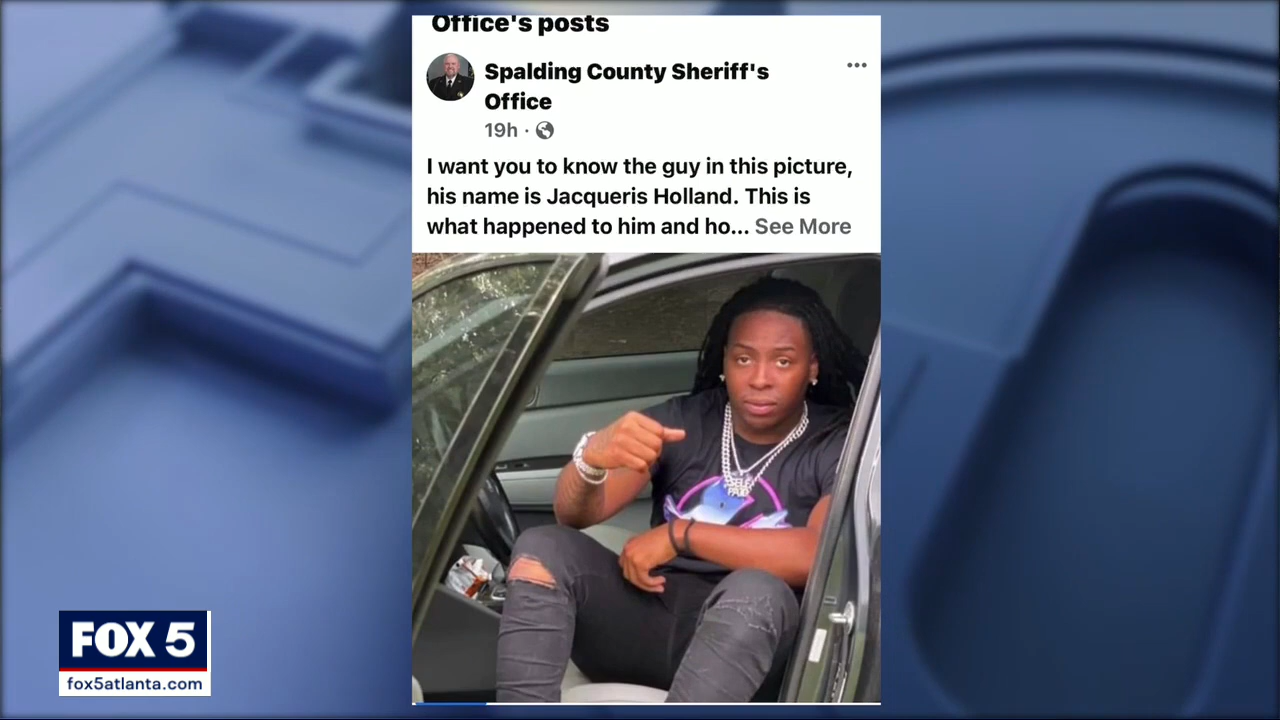 Office's posts
Spalding County Sheriff's
Office
19h
I want you to know the guy in this picture,
his name is Jacqueris Holland. This is
what happened to him and ho... See More
FOX 5
fox5atlanta.com